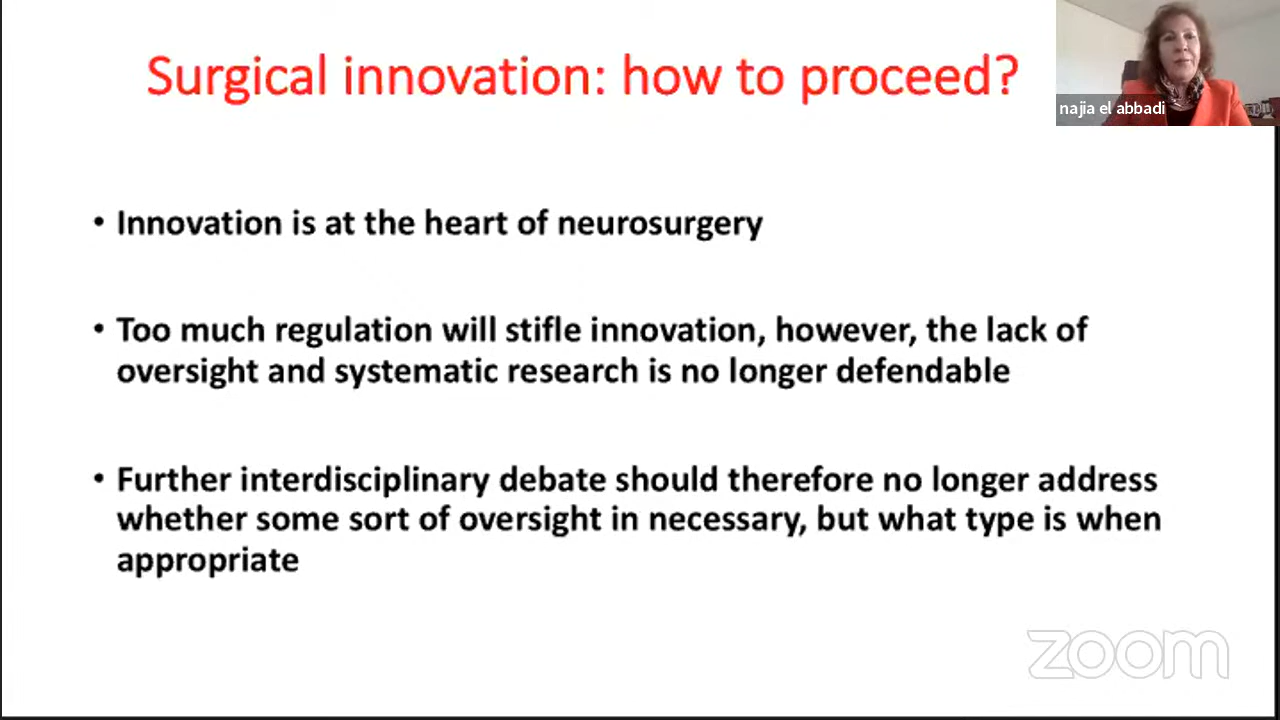 Surgical innovation: how to proceed?
najia el abbadi
• Innovation is at the heart of neurosurgery
• Too much regulation will stifle innovation, however, the lack of
oversight and systematic research is no longer defendable
• Further interdisciplinary debate should therefore no longer address
whether some sort of oversight in necessary, but what type is when
appropriate
zoom